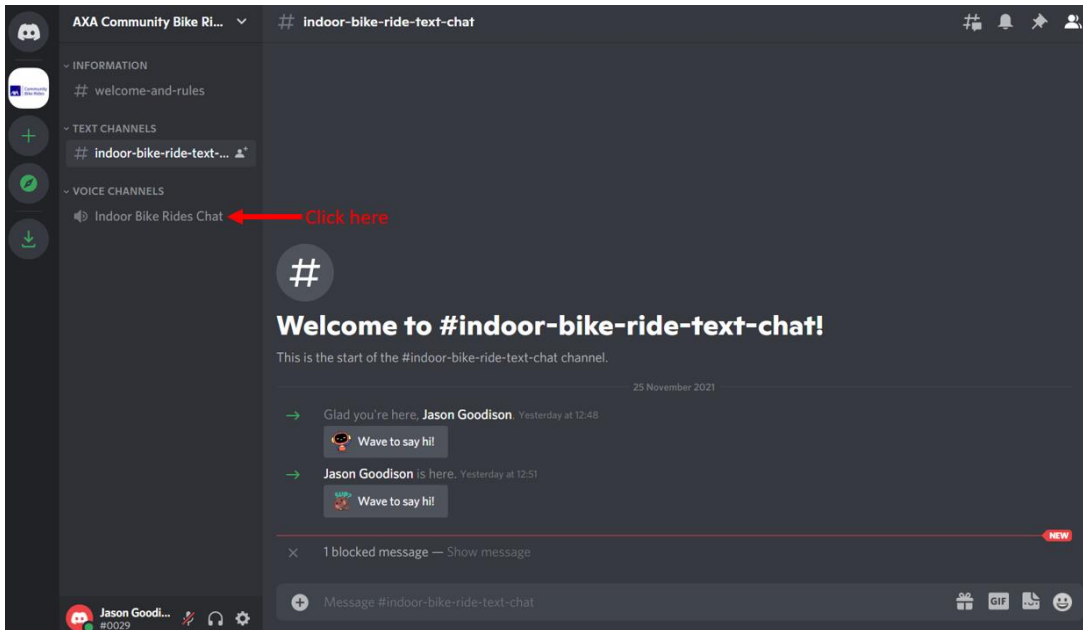 AXA Community Bike Ri...
# indoor-bike-ride-text-chat
INFORMATION
# welcome-and-rules
TEXT CHANNELS
# indoor-bike-ride-text-...
VOICE CHANNELS
Indoor Bike Rides Chat
Click here
#
Welcome to #indoor-bike-ride-text-chat!
This is the start of the #indoor-bike-ride-text-chat channel.
25 November 2021
Glad you're here, Jason Goodison. Yesterday at 12:48
Wave to say hi!
Jason Goodison is here. Yesterday at 12:51
Wave to say hi!
NEW
1 blocked message — Show message
Message #indoor-bike-ride-text-chat
GIF
Jason Goodi...
#0029
Community
Bike Rides